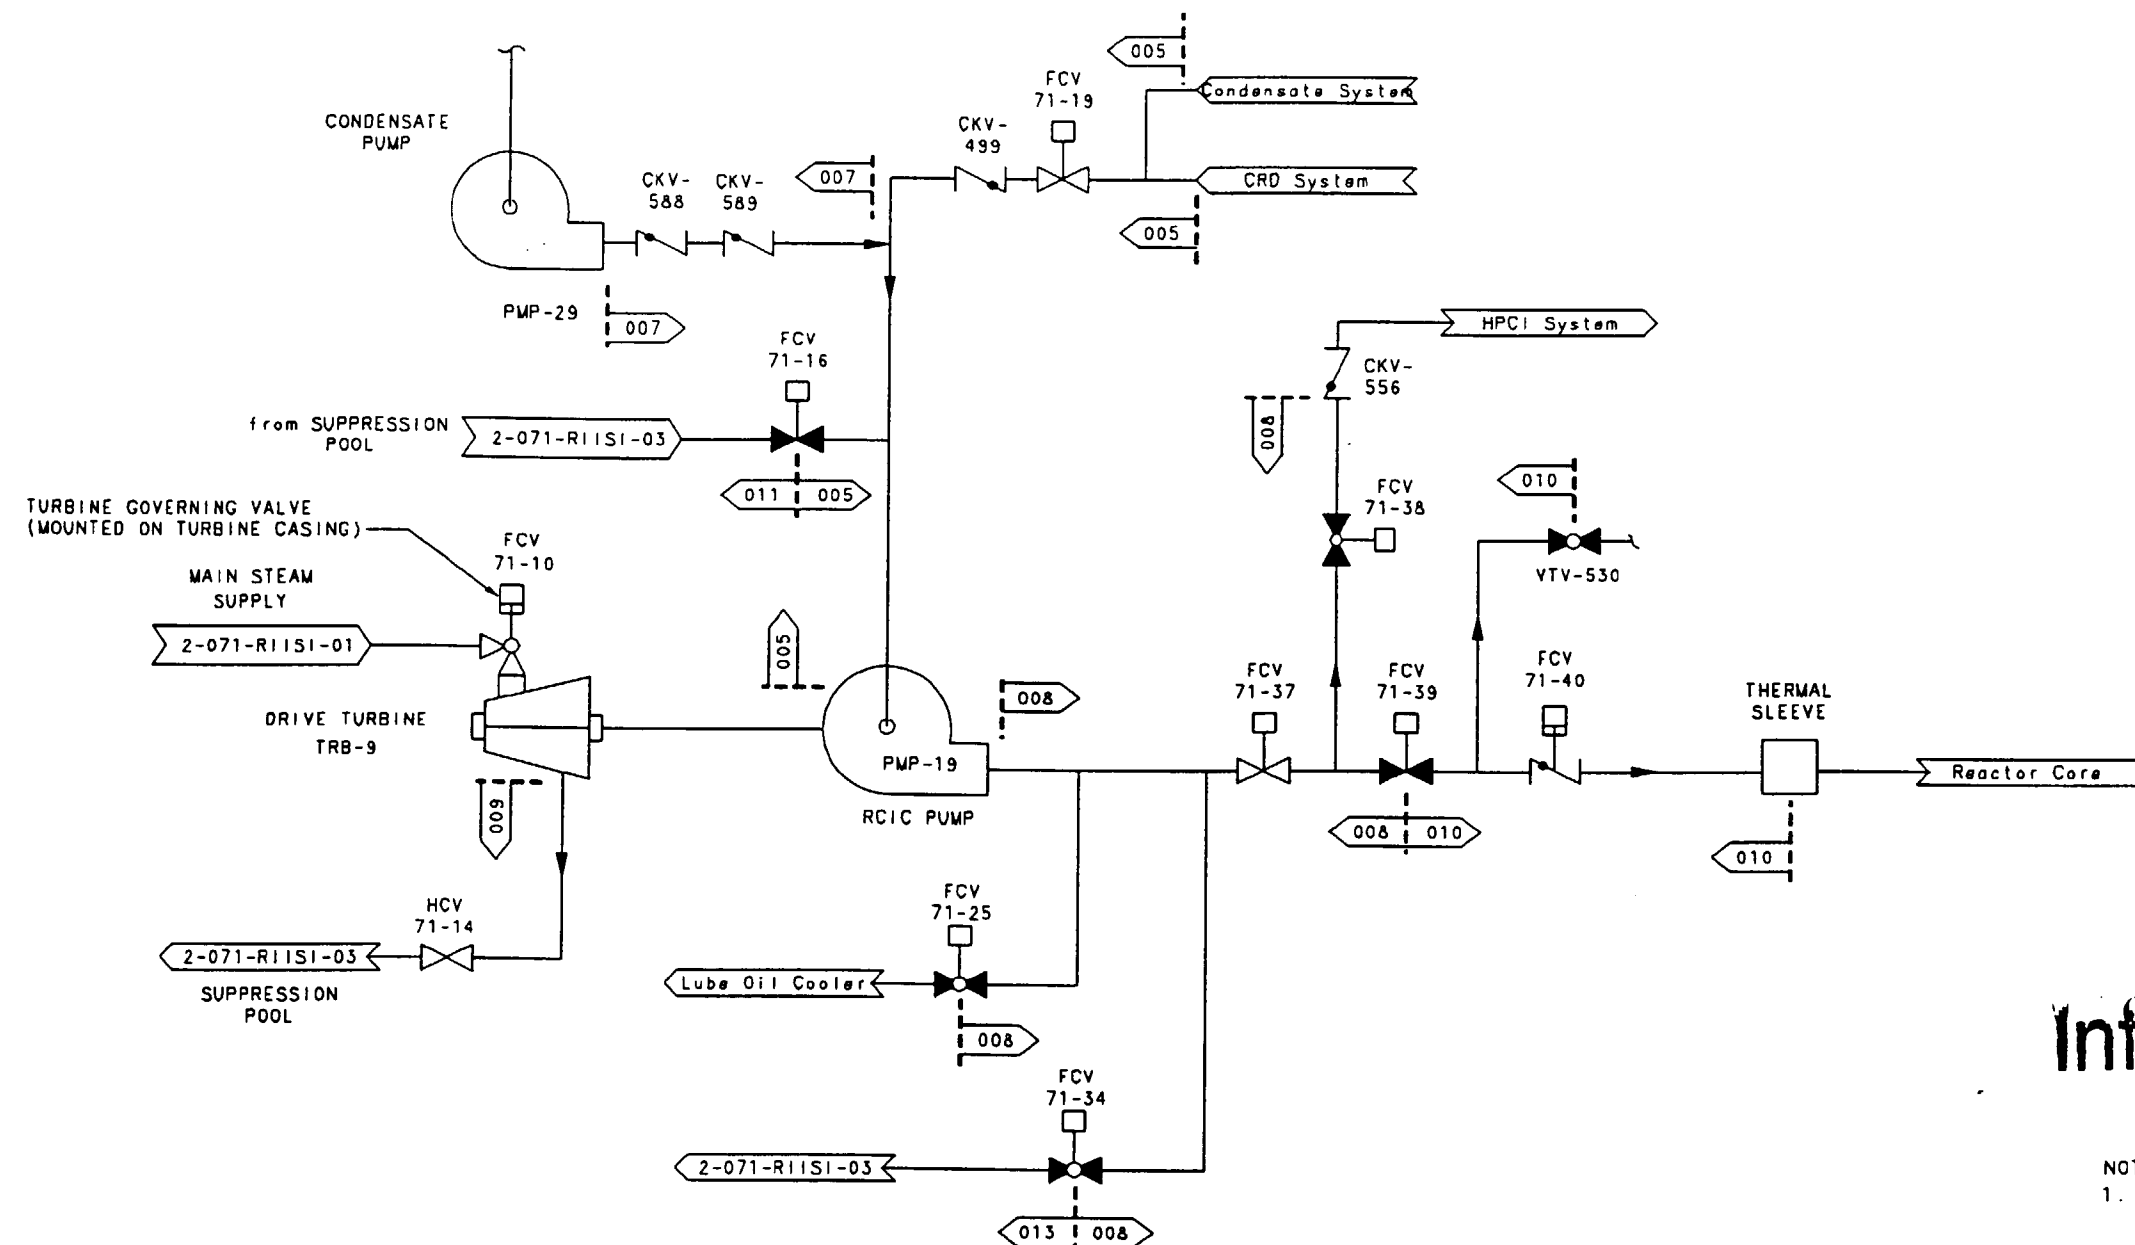 005
FCV
71-19
Condensate System
CONDENSATE
PUMP
CKV-
499
007
CKV-
588
CKV-
589
CRD System
005
PMP-29
007
HPCI System
FCV
71-16
CKV-
556
from SUPPRESSION
POOL
2-071-RIISI-03
008
011
005
010
FCV
71-38
TURBINE GOVERNING VALVE
(MOUNTED ON TURBINE CASING)
FCV
71-10
MAIN STEAM
SUPPLY
VTV-530
2-071-RIISI-01
005
008
FCV
71-37
FCV
71-39
FCV
71-40
THERMAL
SLEEVE
DRIVE TURBINE
TRB-9
PMP-19
RCIC PUMP
Reactor Core
009
008
010
010
HCV
71-14
2-071-RIISI-03
SUPPRESSION
POOL
FCV
71-25
Lube Oil Cooler
008
Inf
FCV
71-34
2-071-RIISI-03
013
008
NOT
1.